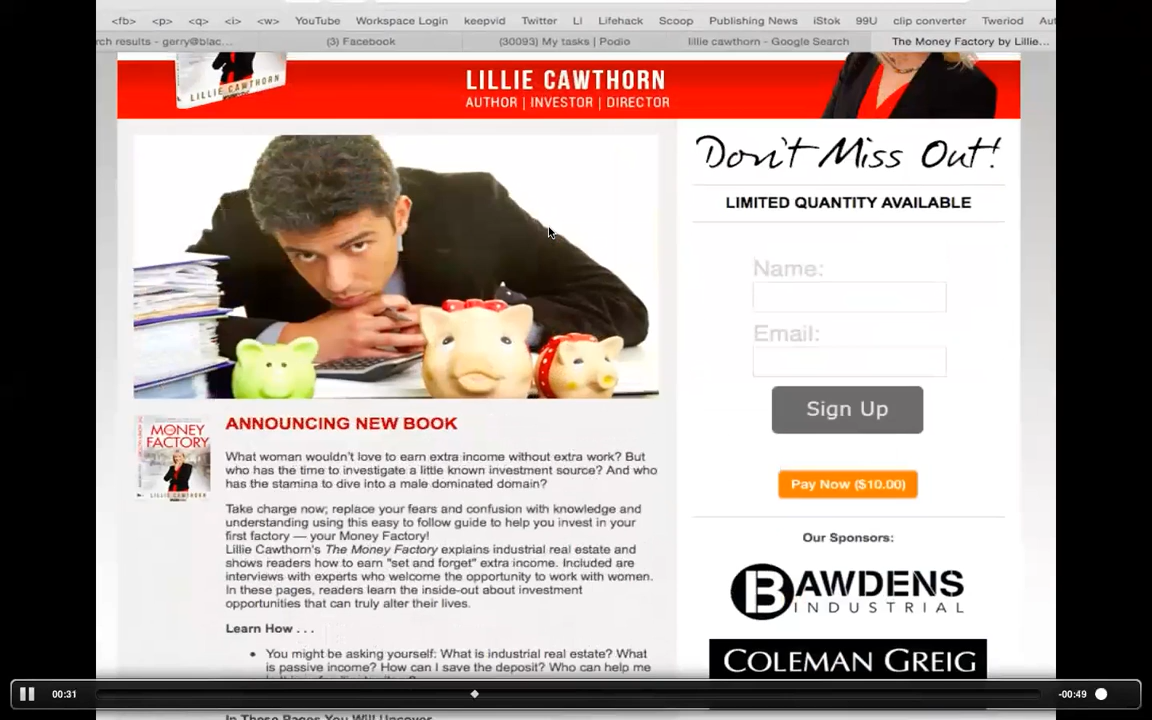 <fb> <p> <q> <i> <w> YouTube Workspace Login keepvid Twitter LI Lifehack Scoop Publishing News iStok 99U clip converter Tweriod
rch results - gerry@blac... (3) Facebook (30093) My tasks | Podio lillie cawthorn - Google Search The Money Factory by Lillie...
LILLIE CAWTHORN
LILLIE CAWTHORN
AUTHOR | INVESTOR | DIRECTOR
Don't Miss Out!
LIMITED QUANTITY AVAILABLE
Name:
Email:
Sign Up
Pay Now ($10.00)
Our Sponsors:
BAWDENS
INDUSTRIAL
COLEMAN GREIG
MONEY
FACTORY
LILLIE CAWTHORN
ANNOUNCING NEW BOOK
What woman wouldn't love to earn extra income without extra work? But
who has the time to investigate a little known investment source? And who
has the stamina to dive into a male dominated domain?
Take charge now; replace your fears and confusion with knowledge and
understanding using this easy to follow guide to help you invest in your
first factory — your Money Factory!
Lillie Cawthorn's The Money Factory explains industrial real estate and
shows readers how to earn "set and forget" extra income. Included are
interviews with experts who welcome the opportunity to work with women.
In these pages, readers learn the inside-out about investment
opportunities that can truly alter their lives.
Learn How . . .
• You might be asking yourself: What is industrial real estate? What
is passive income? How can I save the deposit? Who can help me
00:31 -00:49
In These Pages You Will Uncover